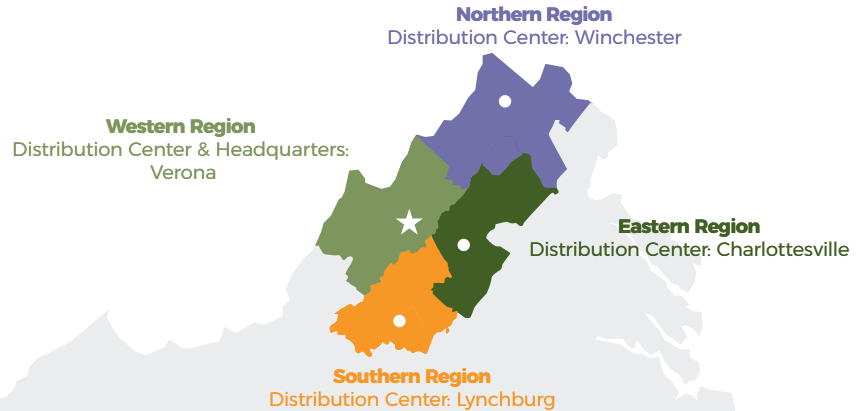 Northern Region
Distribution Center: Winchester
Western Region
Distribution Center & Headquarters:
Verona
Eastern Region
Distribution Center: Charlottesville
Southern Region
Distribution Center: Lynchburg